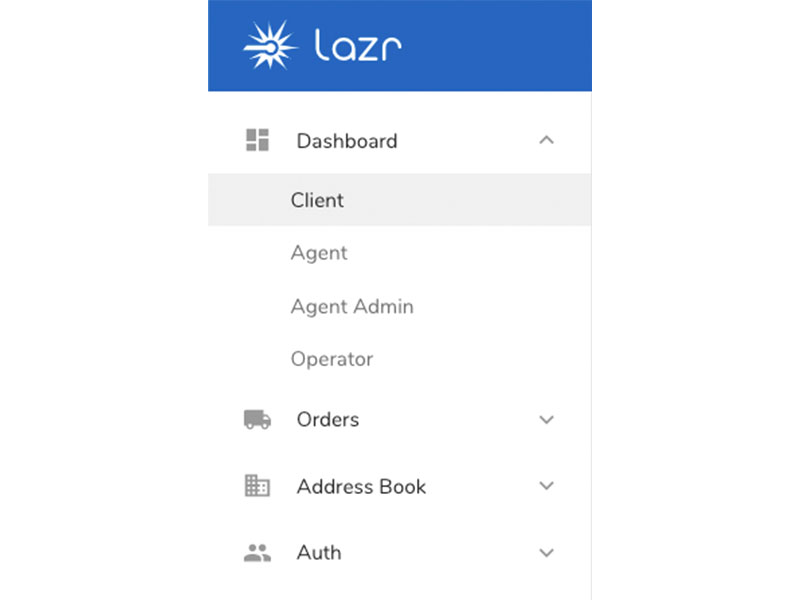 lazr
Dashboard
Client
Agent
Agent Admin
Operator
Orders
Address Book
Auth